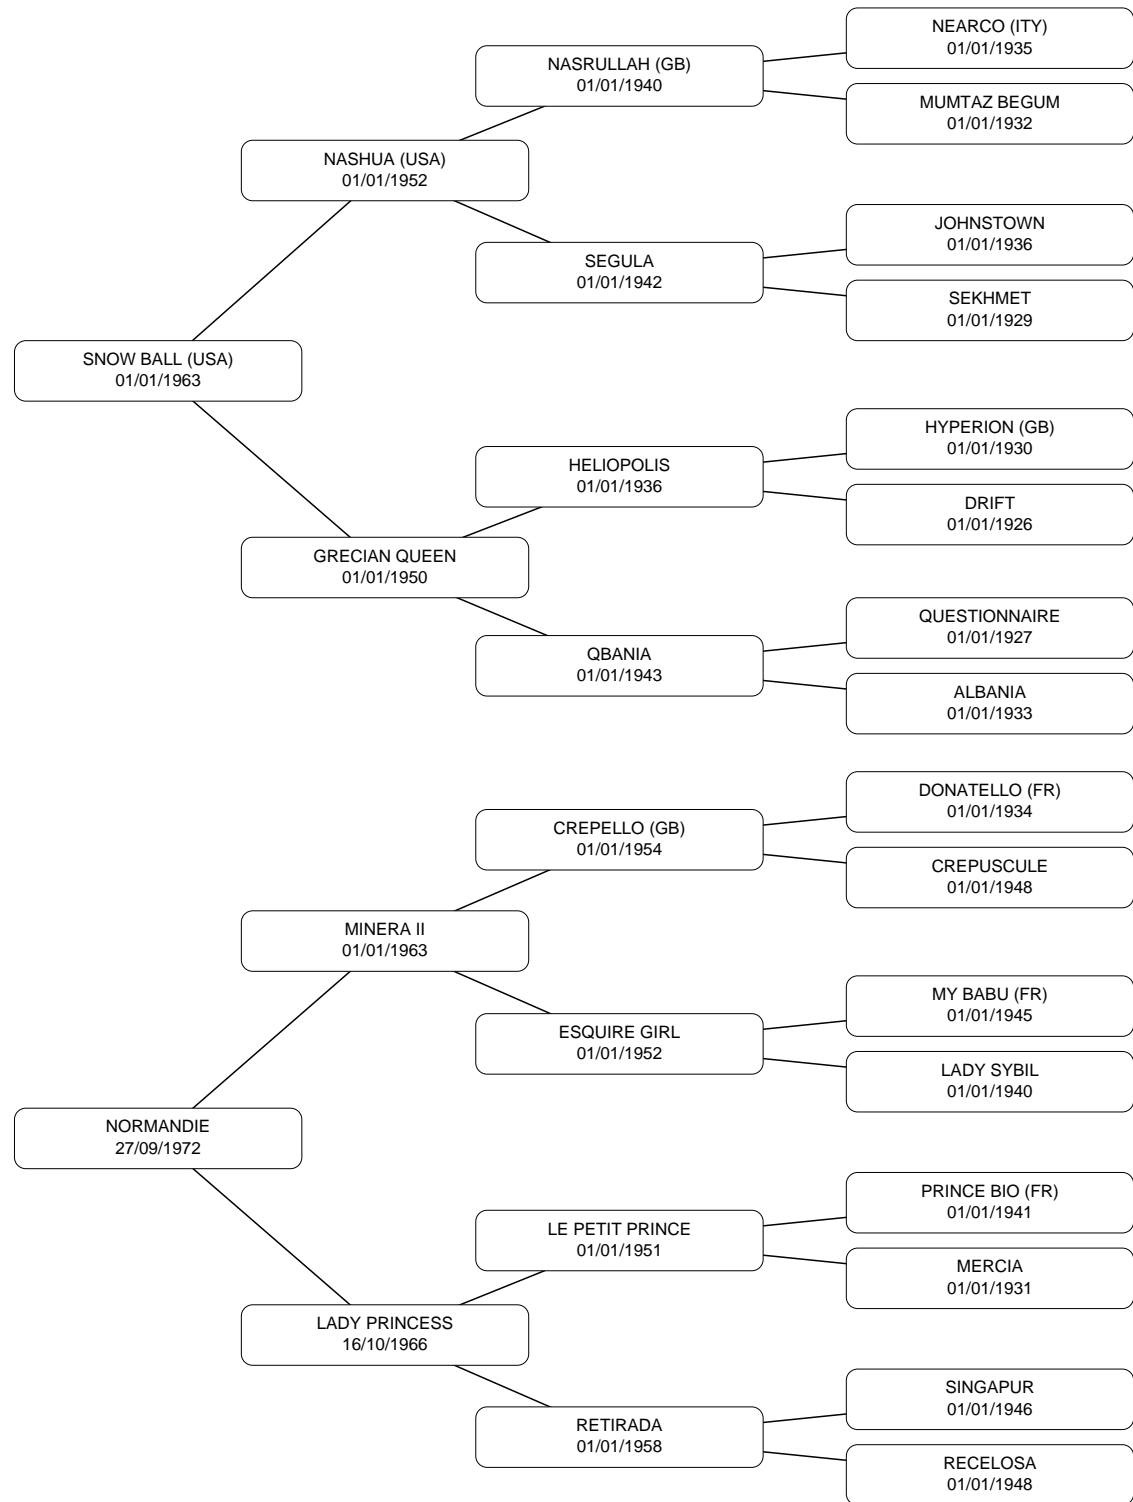 NEARCO (ITY)
01/01/1935
NASRULLAH (GB)
01/01/1940
MUMTAZ BEGUM
01/01/1932
NASHUA (USA)
01/01/1952
JOHNSTOWN
01/01/1936
SEGULA
01/01/1942
SEKHMET
01/01/1929
SNOW BALL (USA)
01/01/1963
HYPERION (GB)
01/01/1930
HELIOPOLIS
01/01/1936
DRIFT
01/01/1926
GRECIAN QUEEN
01/01/1950
QUESTIONNAIRE
01/01/1927
QBANIA
01/01/1943
ALBANIA
01/01/1933
DONATELLO (FR)
01/01/1934
CREPELLO (GB)
01/01/1954
CREPUSCULE
01/01/1948
MINERA II
01/01/1963
MY BABU (FR)
01/01/1945
ESQUIRE GIRL
01/01/1952
LADY SYBIL
01/01/1940
NORMANDIE
27/09/1972
PRINCE BIO (FR)
01/01/1941
LE PETIT PRINCE
01/01/1951
MERCIA
01/01/1931
LADY PRINCESS
16/10/1966
SINGAPUR
01/01/1946
RETIRADA
01/01/1958
RECELOSA
01/01/1948